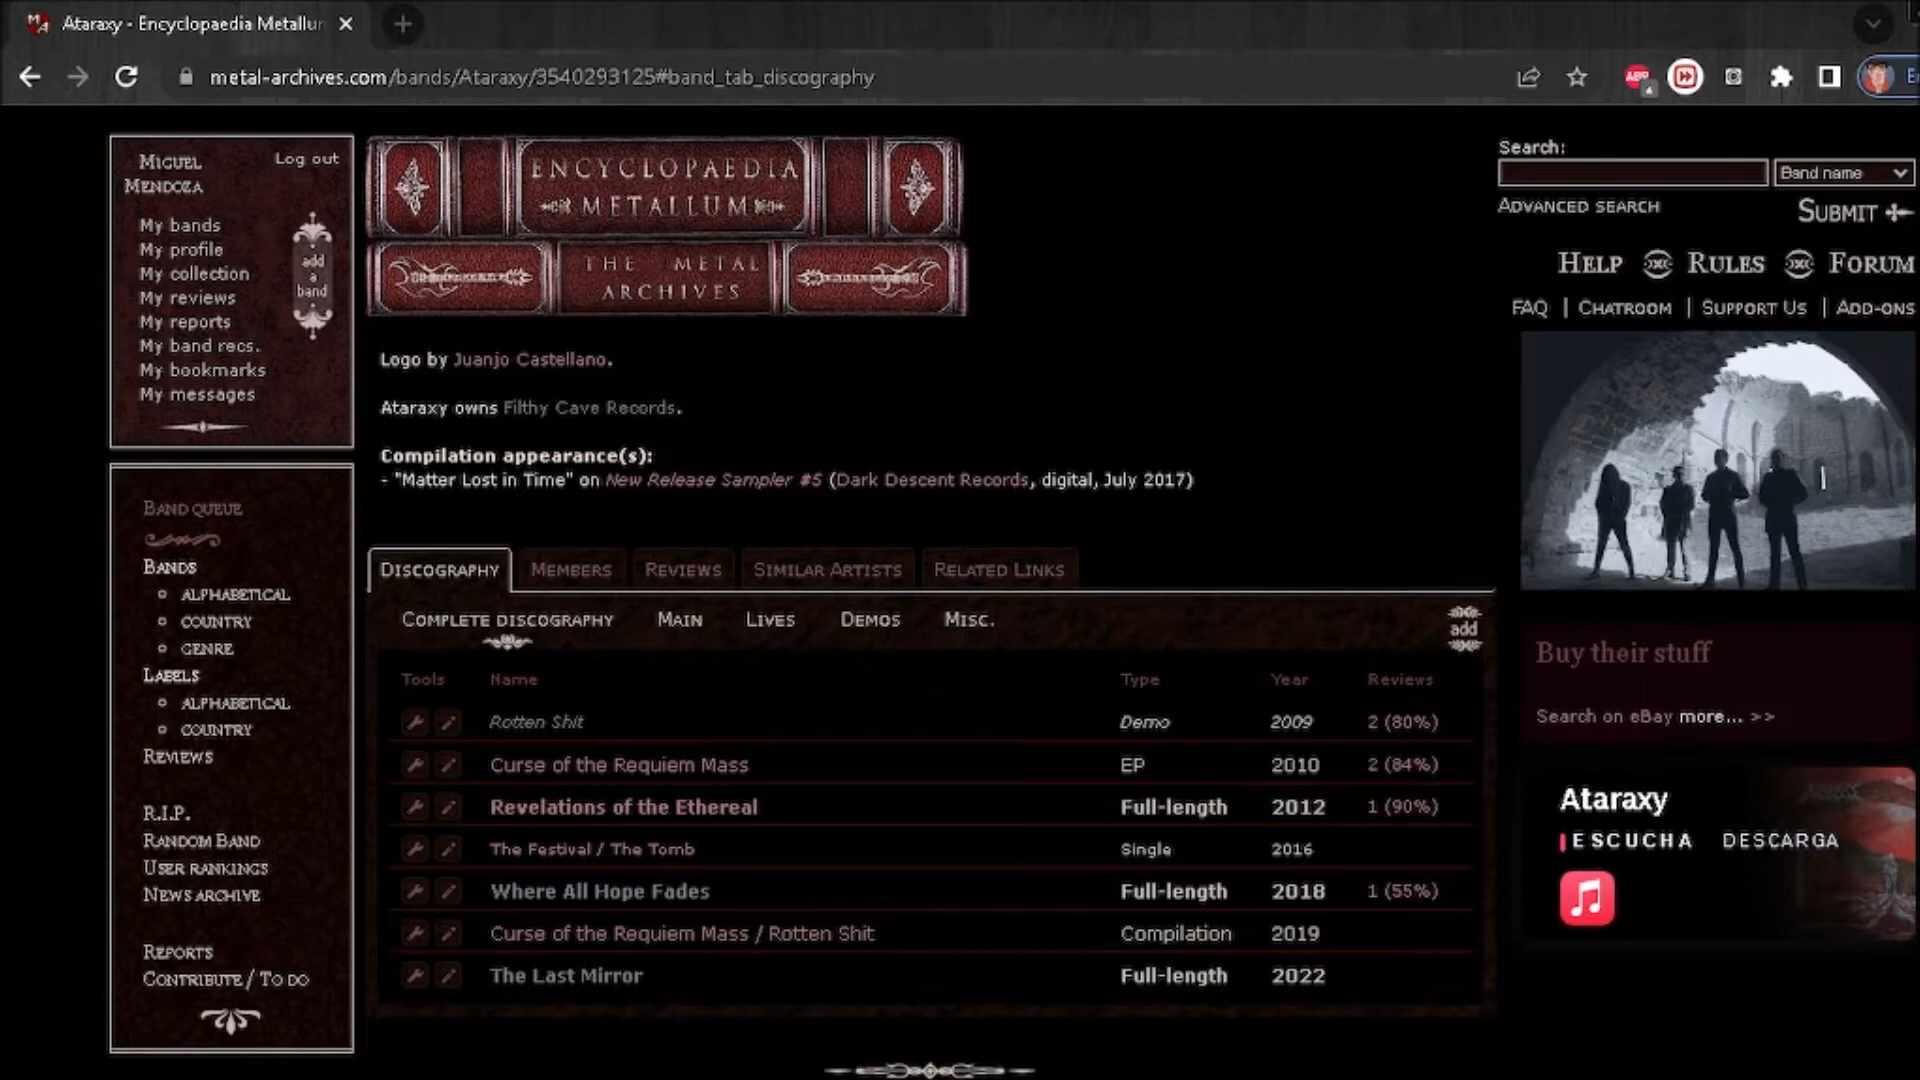 Ataraxy - Encyclopaedia Metallu
metal-archives.com/bands/Ataraxy/3540293125#band_tab_discography
ABP
Miguel Mendoza
Log out
My bands
My profile
My collection
My reviews
My reports
My band recs.
My bookmarks
My messages
add
a
band
ENCYCLOPAEDIA
METALLUM
THE METAL
ARCHIVES
Search:
Band name
Advanced search
Submit
Help Rules Forum
FAQ | Chatroom | Support Us | Add-ons
Logo by Juanjo Castellano.
Ataraxy owns Filthy Cave Records.
Compilation appearance(s):
- "Matter Lost in Time" on New Release Sampler #5 (Dark Descent Records, digital, July 2017)
Band queue
Bands
alphabetical
country
genre
Labels
alphabetical
country
Reviews
R.I.P.
Random Band
User rankings
News archive
Reports
Contribute / To do
Discography Members Reviews Similar Artists Related Links
Complete discography Main Lives Demos Misc.
add
Tools Name Type Year Reviews
Rotten Shit Demo 2009 2 (80%)
Curse of the Requiem Mass EP 2010 2 (84%)
Revelations of the Ethereal Full-length 2012 1 (90%)
The Festival / The Tomb Single 2016
Where All Hope Fades Full-length 2018 1 (55%)
Curse of the Requiem Mass / Rotten Shit Compilation 2019
The Last Mirror Full-length 2022
Buy their stuff
Search on eBay more... >>
Ataraxy
ESCUCHA DESCARGA